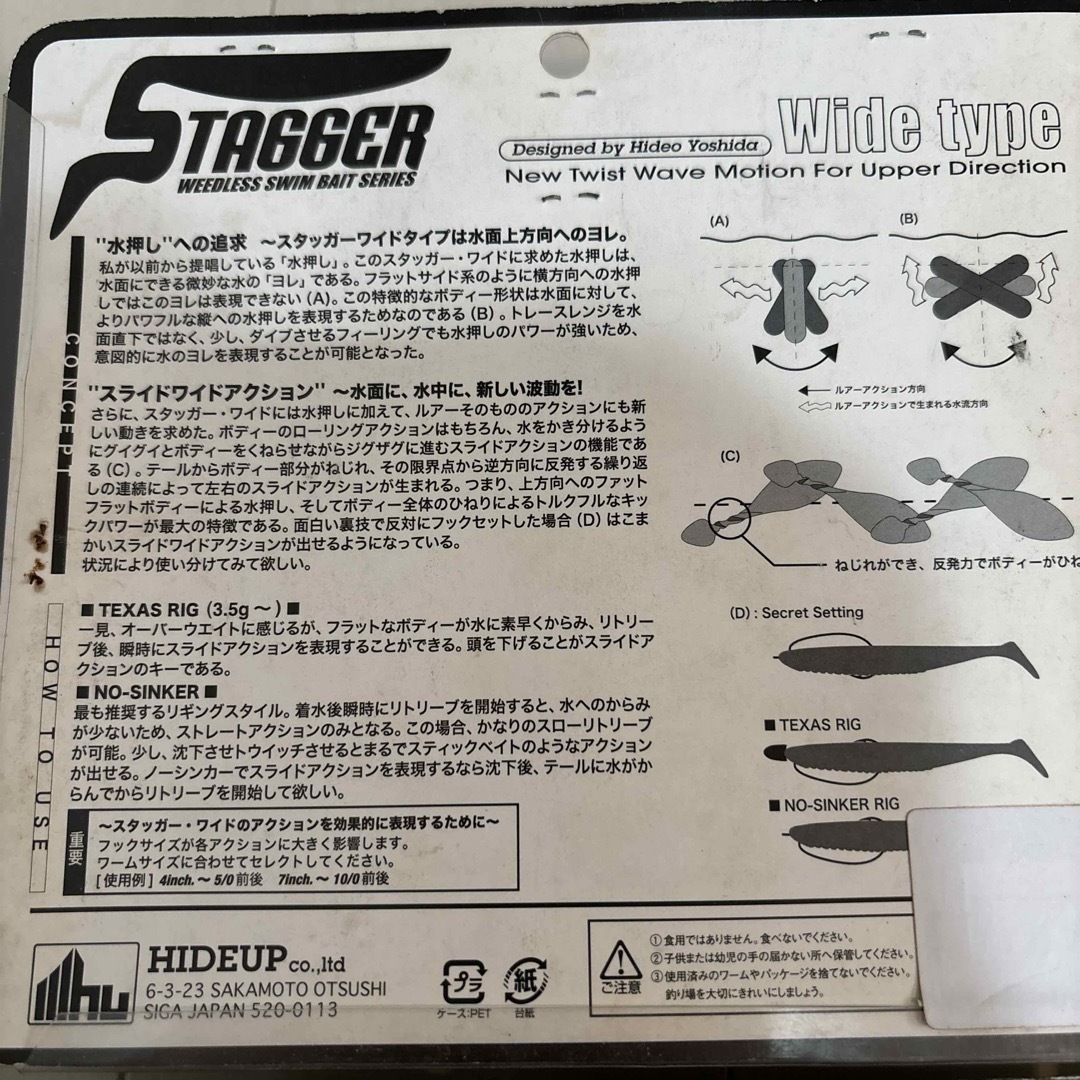 STAGGER
WEEDLESS SWIM BAIT SERIES
Designed by Hideo Yoshida
Wide type
New Twist Wave Motion For Upper Direction
CONCEPT
"水押し"への追求 ～スタッガーワイドタイプは水面上方向へのヨレ。
私が以前から提唱している「水押し」。このスタッガー・ワイドに求めた水押しは、
水面にできる微妙な水の「ヨレ」である。フラットサイド系のように横方向への水押
しではこのヨレは表現できない(A)。この特徴的なボディー形状は水面に対して、
よりパワフルな縦への水押しを表現するためなのである(B)。トレースレンジを水
面直下ではなく、少し、ダイブさせるフィーリングでも水押しのパワーが強いため、
意図的に水のヨレを表現することが可能となった。
"スライドワイドアクション" ～水面に、水中に、新しい波動を!
さらに、スタッガー・ワイドには水押しに加えて、ルアーそのもののアクションにも新
しい動きを求めた。ボディーのローリングアクションはもちろん、水をかき分けるよう
にグイグイとボディーをくねらせながらジグザグに進むスライドアクションの機能であ
る(C)。テールからボディー部分がねじれ、その限界点から逆方向に反発する繰り返
しの連続によって左右のスライドアクションが生まれる。つまり、上方向へのファット
フラットボディーによる水押し、そしてボディー全体のひねりによるトルクフルなキッ
クパワーが最大の特徴である。面白い裏技で反対にフックセットした場合(D)はこま
かいスライドワイドアクションが出せるようになっている。
状況により使い分けてみて欲しい。
(A)
(B)
ルアーアクション方向
ルアーアクションで生まれる水流方向
(C)
ねじれができ、反発力でボディーがひね
HOW TO USE
■ TEXAS RIG (3.5g ～) ■
一見、オーバーウエイトに感じるが、フラットなボディーが水に素早くからみ、リトリー
ブ後、瞬時にスライドアクションを表現することができる。頭を下げることがスライドア
クションのキーである。
■ NO-SINKER ■
最も推奨するリギングスタイル。着水後瞬時にリトリーブを開始すると、水へのからみ
が少ないため、ストレートアクションのみとなる。この場合、かなりのスローリトリーブ
が可能。少し、沈下させトウイッチさせるとまるでスティックベイトのようなアクション
が出せる。ノーシンカーでスライドアクションを表現するなら沈下後、テールに水がか
らんでからリトリーブを開始して欲しい。
(D) : Secret Setting
■ TEXAS RIG
■ NO-SINKER RIG
重要
～スタッガー・ワイドのアクションを効果的に表現するために～
フックサイズが各アクションに大きく影響します。
ワームサイズに合わせてセレクトしてください。
[使用例] 4inch.～5/0前後 7inch.～10/0前後
hu
HIDEUP co.,ltd
6-3-23 SAKAMOTO OTSUSHI
SIGA JAPAN 520-0113
プラ
ケース:PET
紙
台紙
ご注意
①食用ではありません。食べないでください。
②子供または幼児の手の届かない所へ保管してください。
③使用済みのワームやパッケージを捨てないでください。
釣り場を大切にきれいにしましょう。